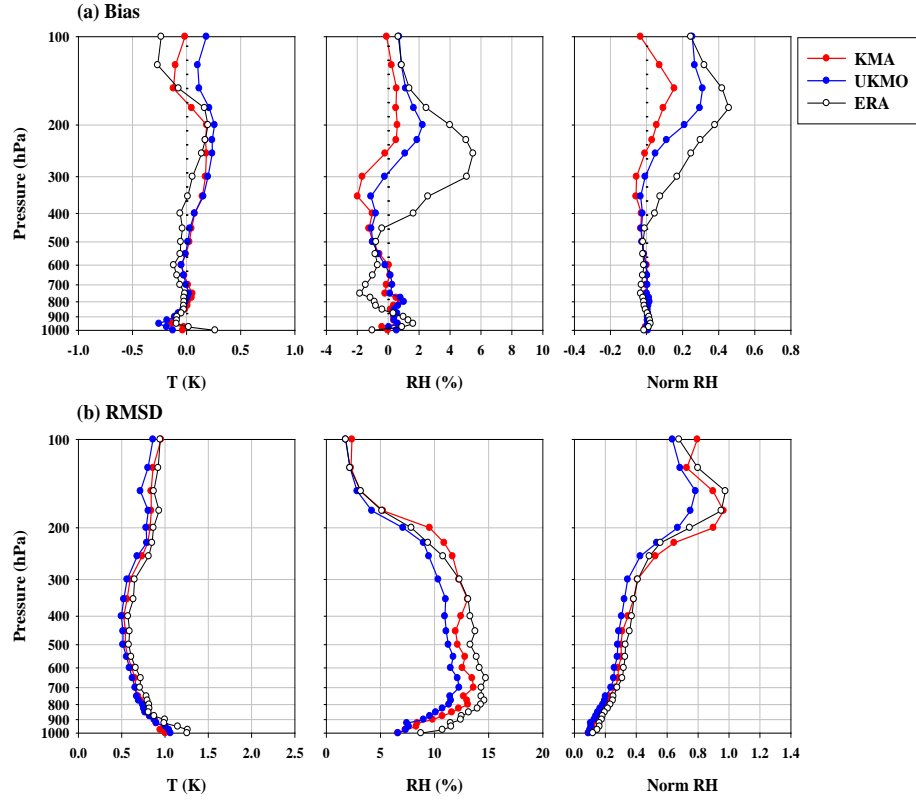 (a) Bias
100
200
300
400
500
600
700
800
900
1000
Pressure (hPa)
-1.0 -0.5 0.0 0.5 1.0
T (K)
-4 -2 0 2 4 6 8 10
RH (%)
-0.4 0.0 0.2 0.4 0.6 0.8
Norm RH
KMA
UKMO
ERA
(b) RMSD
100
200
300
400
500
600
700
800
900
1000
Pressure (hPa)
0.0 0.5 1.0 1.5 2.0 2.5
T (K)
0 5 10 15 20
RH (%)
0.0 0.2 0.4 0.6 0.8 1.0 1.2 1.4
Norm RH